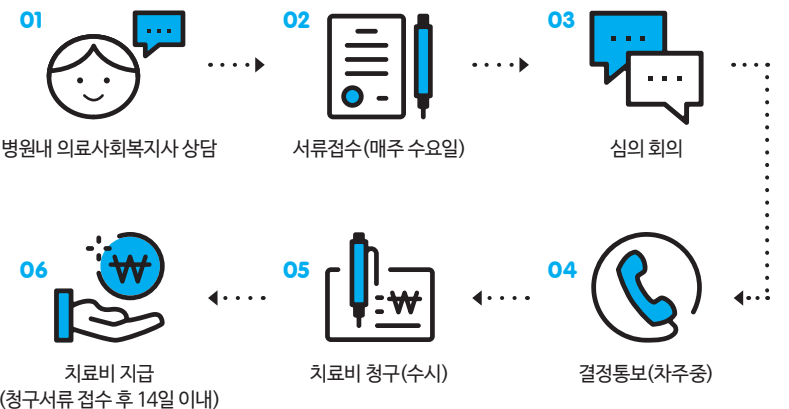 01
병원내 의료사회복지사 상담
02
서류접수(매주 수요일)
03
심의 회의
04
결정통보(차주중)
05
₩
치료비 청구(수시)
06
₩
치료비 지급
(청구서류 접수 후 14일 이내)